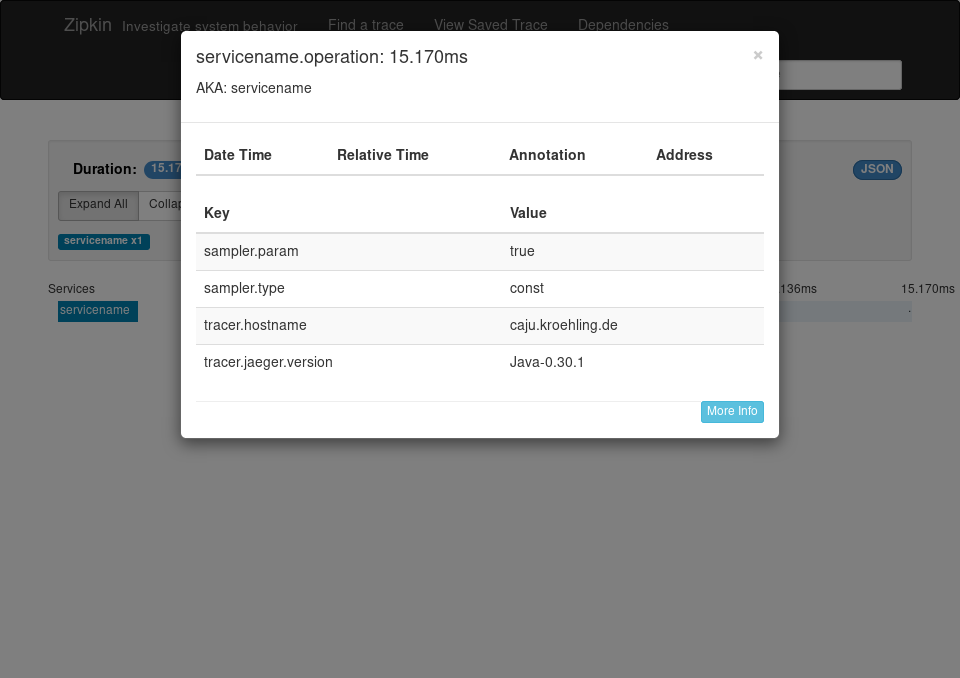 Zipkin Investigate system behavior Find a trace View Saved Trace Dependencies
servicename.operation: 15.170ms ×
AKA: servicename
Date Time Relative Time Annotation Address
Key Value
sampler.param true
sampler.type const
tracer.hostname caju.kroehling.de
tracer.jaeger.version Java-0.30.1
More Info
Duration: 15.17
JSON
Expand All Collap
servicename x1
Services 136ms 15.170ms
servicename .